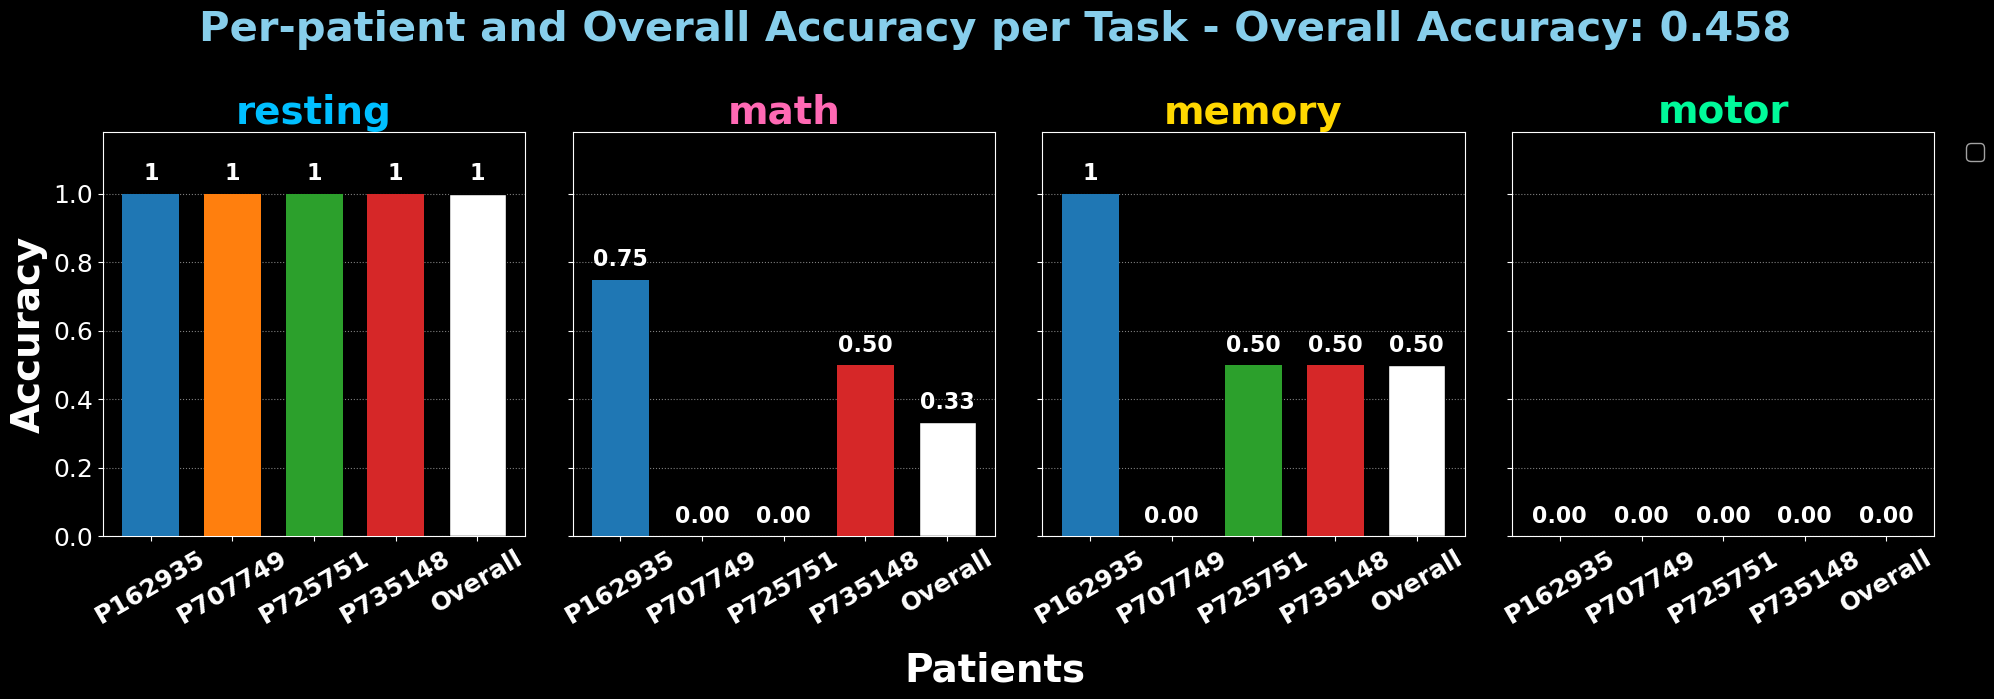 Per-patient and Overall Accuracy per Task - Overall Accuracy: 0.458
resting
math
memory
motor
Accuracy
1.0
0.8
0.6
0.4
0.2
0.0
1 1 1 1 1
P162935 P707749 P725751 P735148 Overall
0.75 0.00 0.00 0.50 0.33
P162935 P707749 P725751 P735148 Overall
1 0.00 0.50 0.50 0.50
P162935 P707749 P725751 P735148 Overall
0.00 0.00 0.00 0.00 0.00
P162935 P707749 P725751 P735148 Overall
Patients